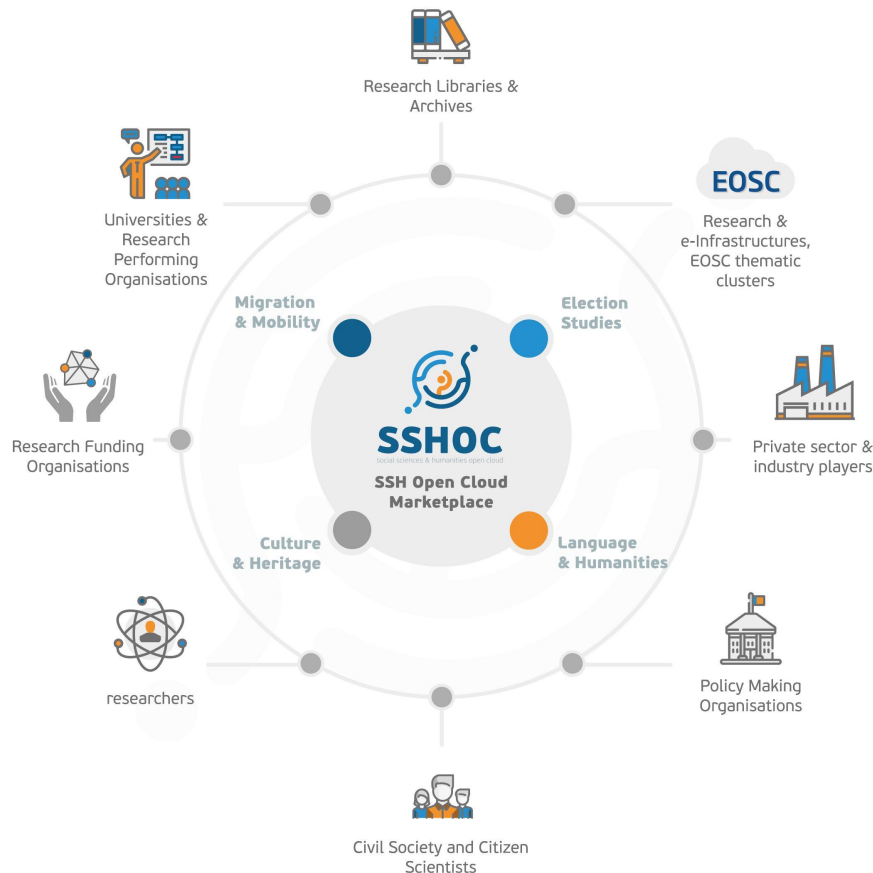 Research Libraries &
Archives
EOSC
Universities &
Research
Performing
Organisations
Research &
e-Infrastructures,
EOSC thematic
clusters
Migration
& Mobility
Election
Studies
SSHOC
social sciences & humanities open cloud
SSH Open Cloud
Marketplace
Research Funding
Organisations
Private sector &
industry players
Culture
& Heritage
Language
& Humanities
researchers
Policy Making
Organisations
Civil Society and Citizen
Scientists